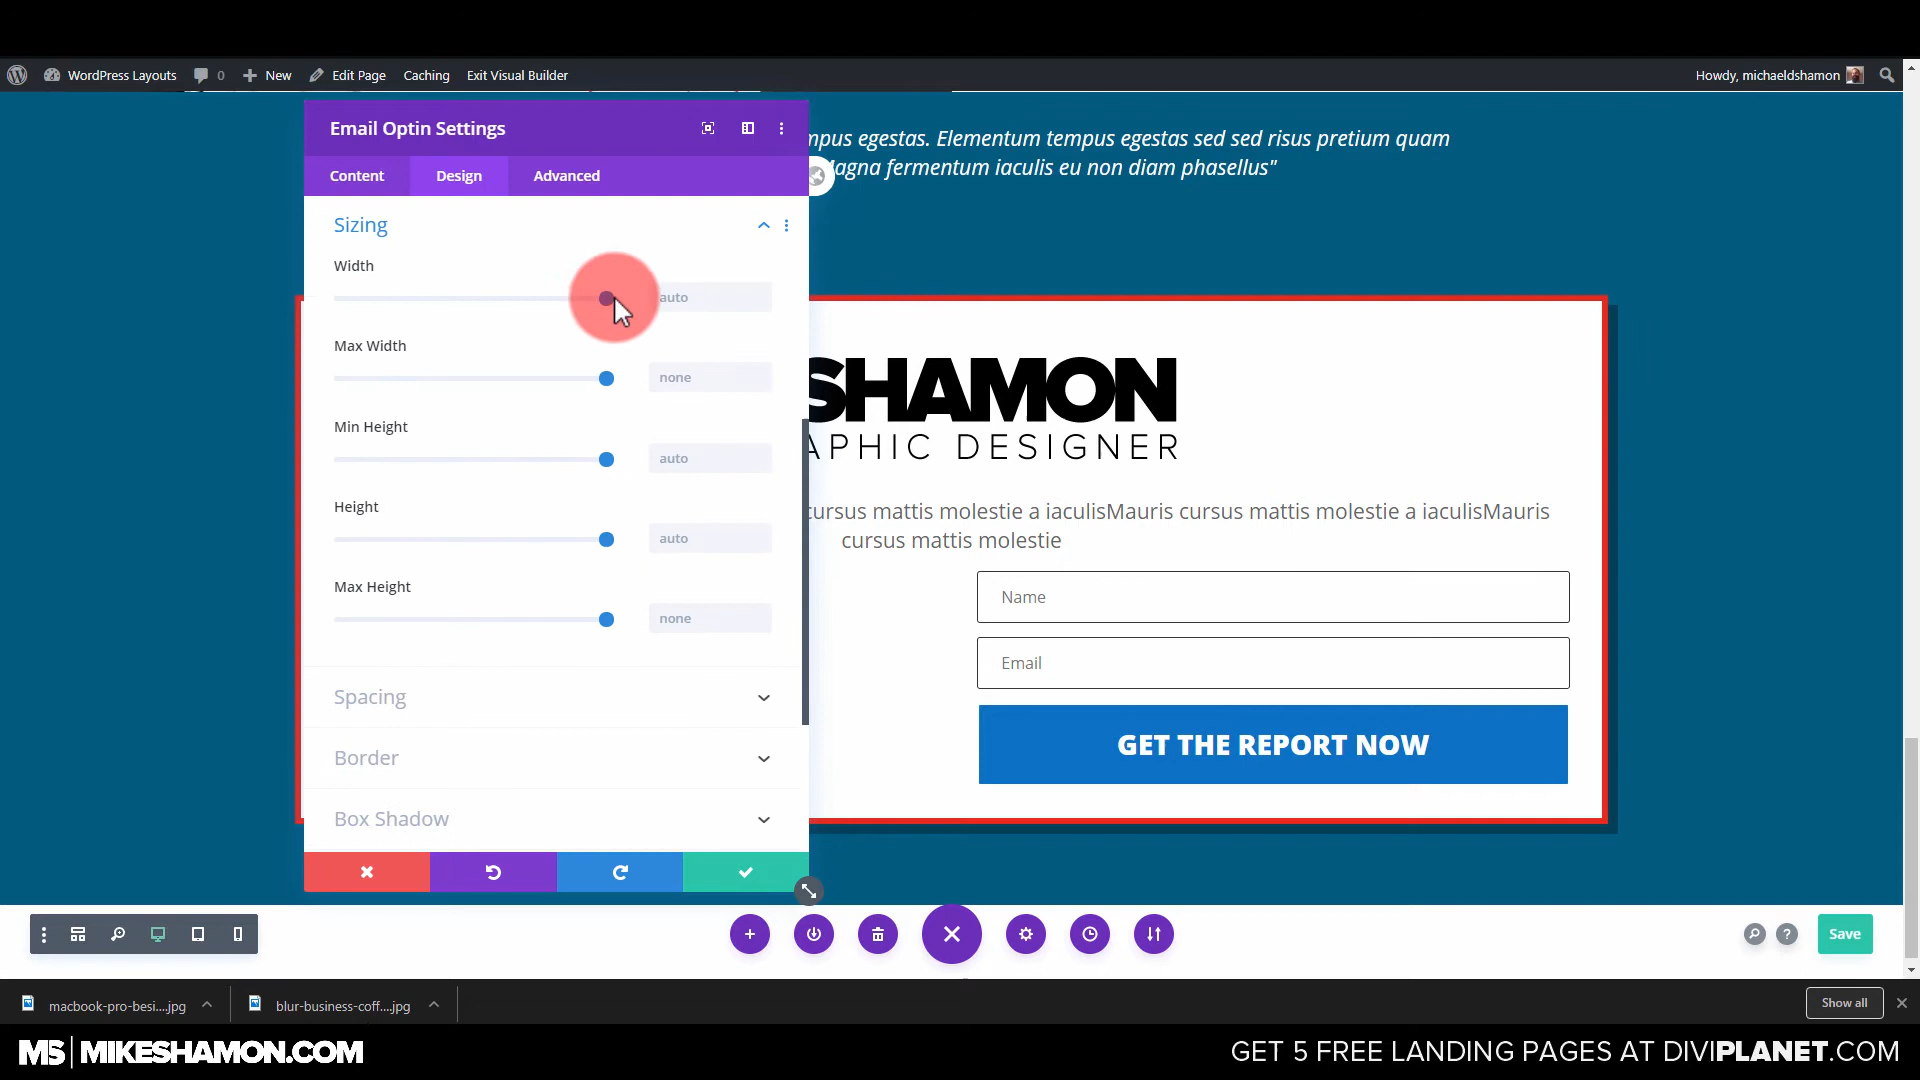 WordPress Layouts 0 New Edit Page Caching Exit Visual Builder Howdy, michaeldshamon
Email Optin Settings
Content Design Advanced
Sizing
Width
auto
Max Width
none
Min Height
auto
Height
auto
Max Height
none
Spacing
Border
Box Shadow
mpus egestas. Elementum tempus egestas sed sed risus pretium quam
Magna fermentum iaculis eu non diam phasellus"
SHAMON
APHIC DESIGNER
cursus mattis molestie a iaculisMauris cursus mattis molestie a iaculisMauris
cursus mattis molestie
Name
Email
GET THE REPORT NOW
? Save
macbook-pro-besi....jpg blur-business-coff....jpg Show all
MS MIKESHAMON.COM GET 5 FREE LANDING PAGES AT DIVIPLANET.COM